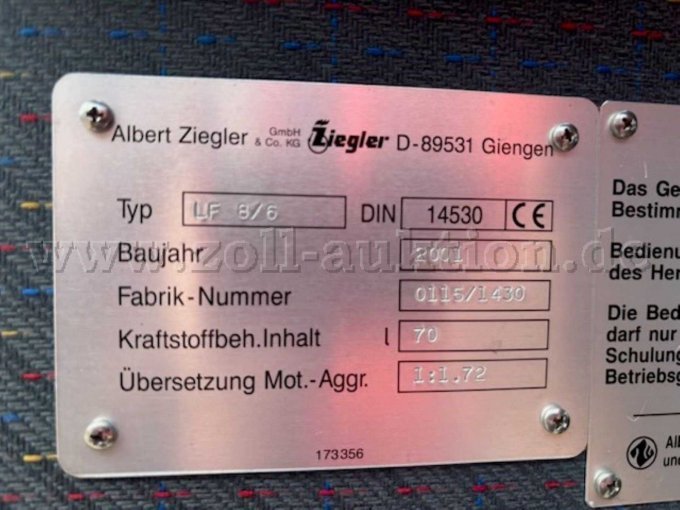 Albert Ziegler GmbH & Co. KG Ziegler D-89531 Giengen
Typ LF 8/6 DIN 14530 CE
Baujahr 2001
Fabrik-Nummer 0115/1430
Kraftstoffbeh.Inhalt l 70
Übersetzung Mot.-Aggr. 1:1.72
173356
www.zoll-auktion.de
Das Ge
Bestimm
Bedienu
des Her
Die Bed
darf nur
Schulung
Betriebsg
Alb
und